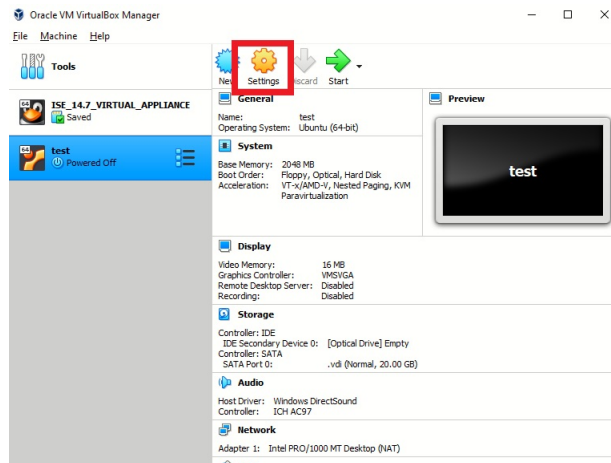 Oracle VM VirtualBox Manager
File Machine Help
Tools
New Settings Discard Start
64 ISE_14.7_VIRTUAL_APPLIANCE
Saved
64 test
Powered Off
General
Name: test
Operating System: Ubuntu (64-bit)
System
Base Memory: 2048 MB
Boot Order: Floppy, Optical, Hard Disk
Acceleration: VT-x/AMD-V, Nested Paging, KVM
Paravirtualization
Preview
test
Display
Video Memory: 16 MB
Graphics Controller: VMSVGA
Remote Desktop Server: Disabled
Recording: Disabled
Storage
Controller: IDE
IDE Secondary Device 0: [Optical Drive] Empty
Controller: SATA
SATA Port 0: .vdi (Normal, 20.00 GB)
Audio
Host Driver: Windows DirectSound
Controller: ICH AC97
Network
Adapter 1: Intel PRO/1000 MT Desktop (NAT)